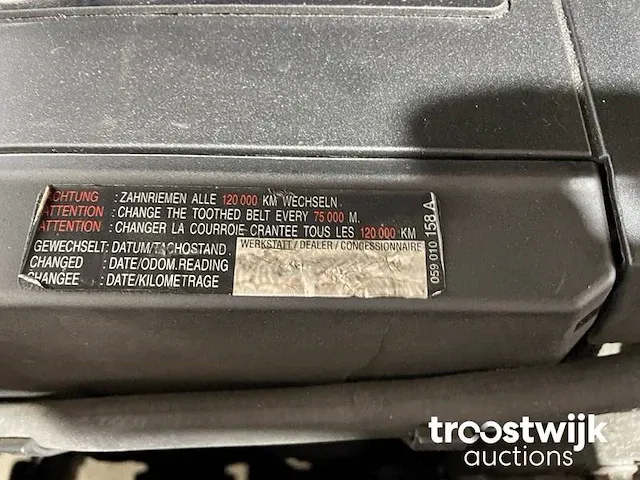 ACHTUNG : ZAHNRIEMEN ALLE 120 000 KM WECHSELN
ATTENTION : CHANGE THE TOOTHED BELT EVERY 75 000 M.
ATTENTION : CHANGER LA COURROIE CRANTEE TOUS LES 120 000 KM
GEWECHSELT: DATUM/TACHOSTAND :
CHANGED : DATE/ODOM.READING
CHANGEE : DATE/KILOMETRAGE
WERKSTATT / DEALER / CONCESSIONNAIRE
059 010 158 A
troostwijk
auctions